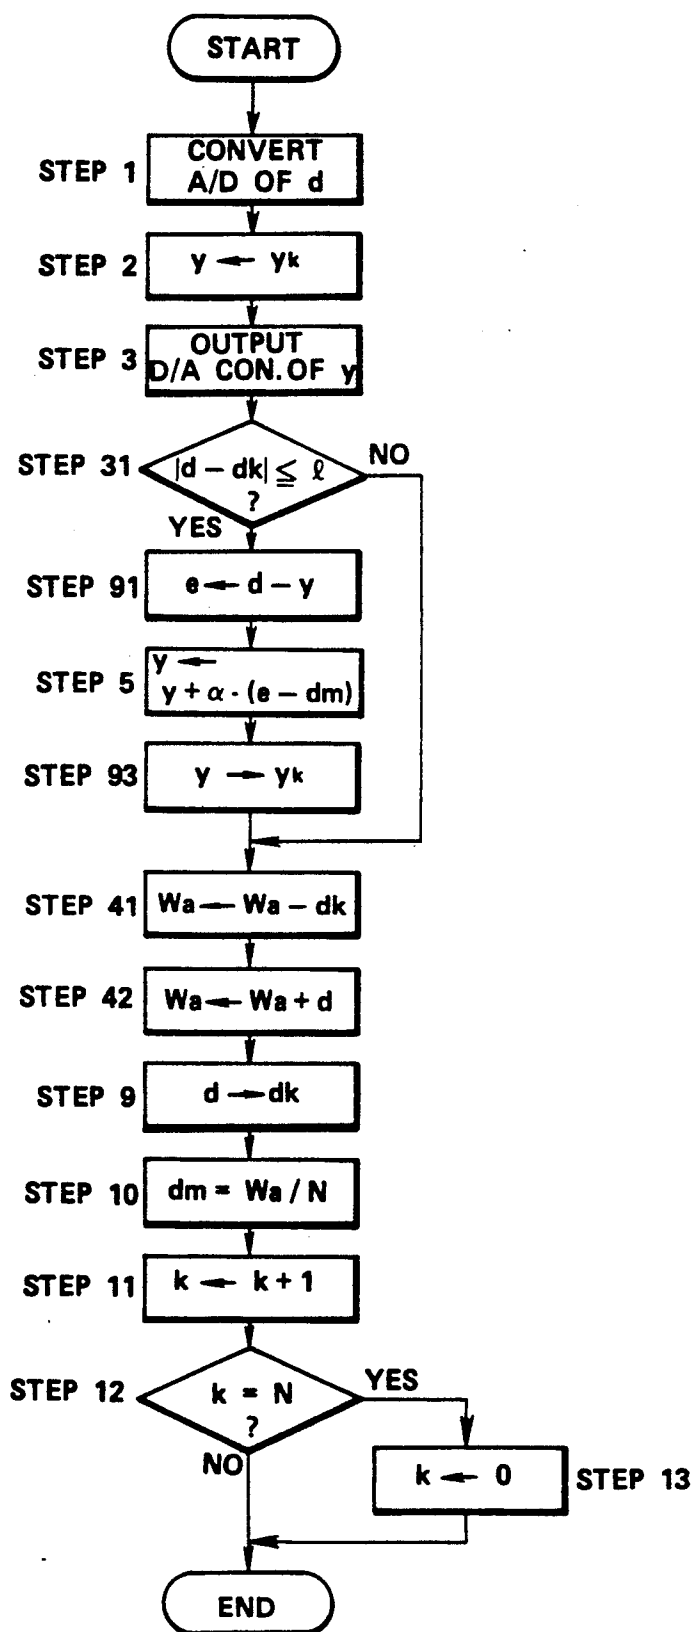 START
STEP 1
CONVERT
A/D OF d
STEP 2
y ← yk
STEP 3
OUTPUT
D/A CON. OF y
STEP 31
|d − dk| ≦ ℓ
?
NO
YES
STEP 91
e ← d − y
STEP 5
y ←
y + α · (e − dm)
STEP 93
y → yk
STEP 41
Wa ← Wa − dk
STEP 42
Wa ← Wa + d
STEP 9
d → dk
STEP 10
dm = Wa / N
STEP 11
k ← k + 1
STEP 12
k = N
?
YES
NO
k ← 0
STEP 13
END